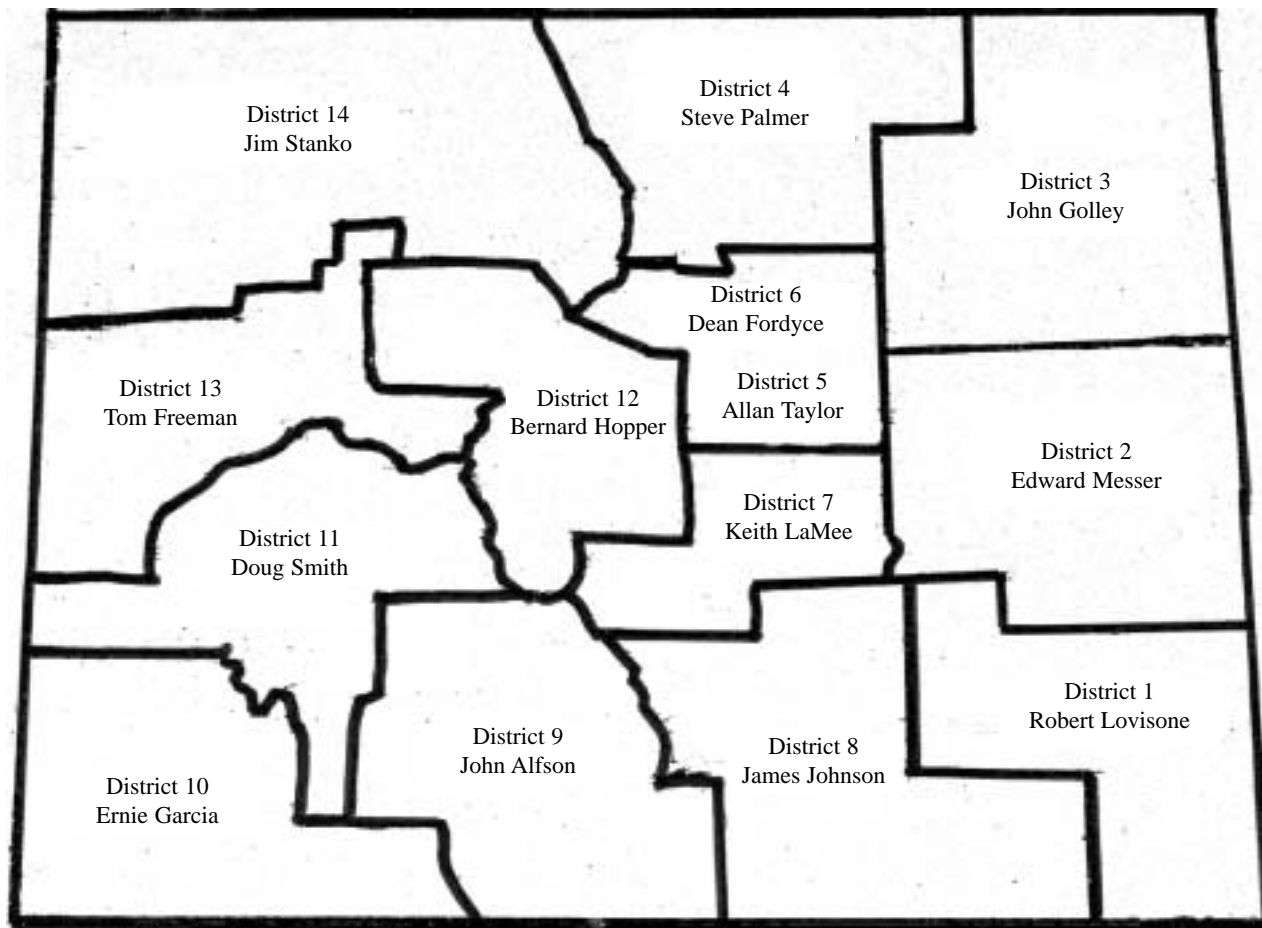 District 14
Jim Stanko
District 4
Steve Palmer
District 3
John Golley
District 6
Dean Fordyce
District 13
Tom Freeman
District 12
Bernard Hopper
District 5
Allan Taylor
District 2
Edward Messer
District 11
Doug Smith
District 7
Keith LaMee
District 10
Ernie Garcia
District 9
John Alfson
District 8
James Johnson
District 1
Robert Lovisone